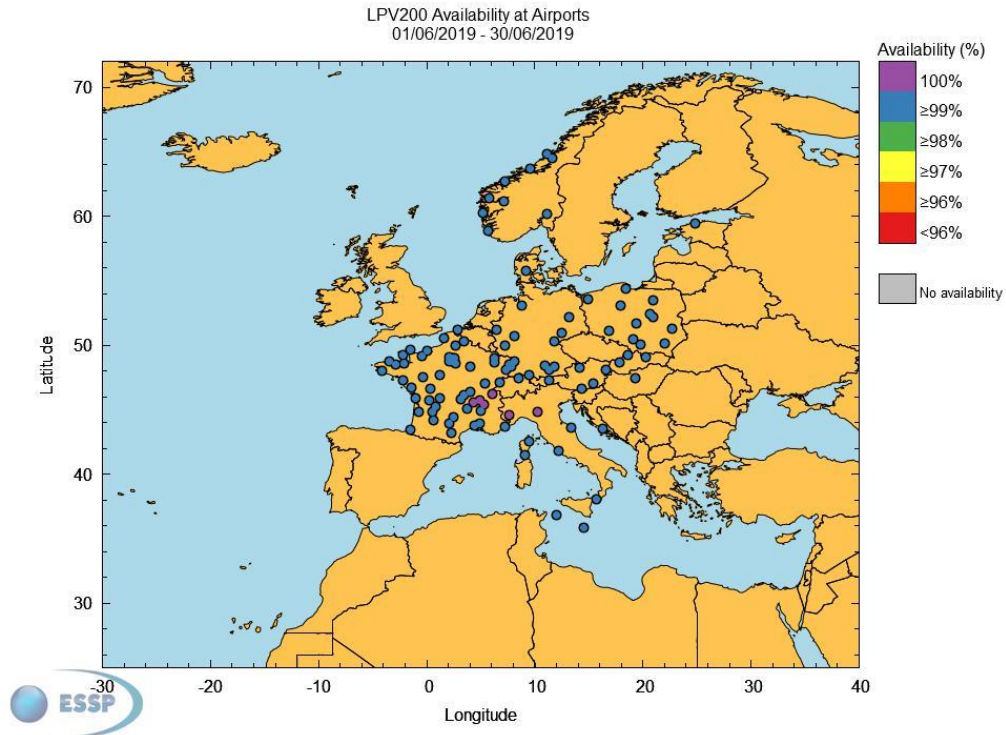 LPV200 Availability at Airports
01/06/2019 - 30/06/2019
Availability (%)
100%
≥99%
≥98%
≥97%
≥96%
<96%
No availability
70
60
50
40
30
Latitude
-30
-20
-10
0
10
20
30
40
Longitude
ESSP